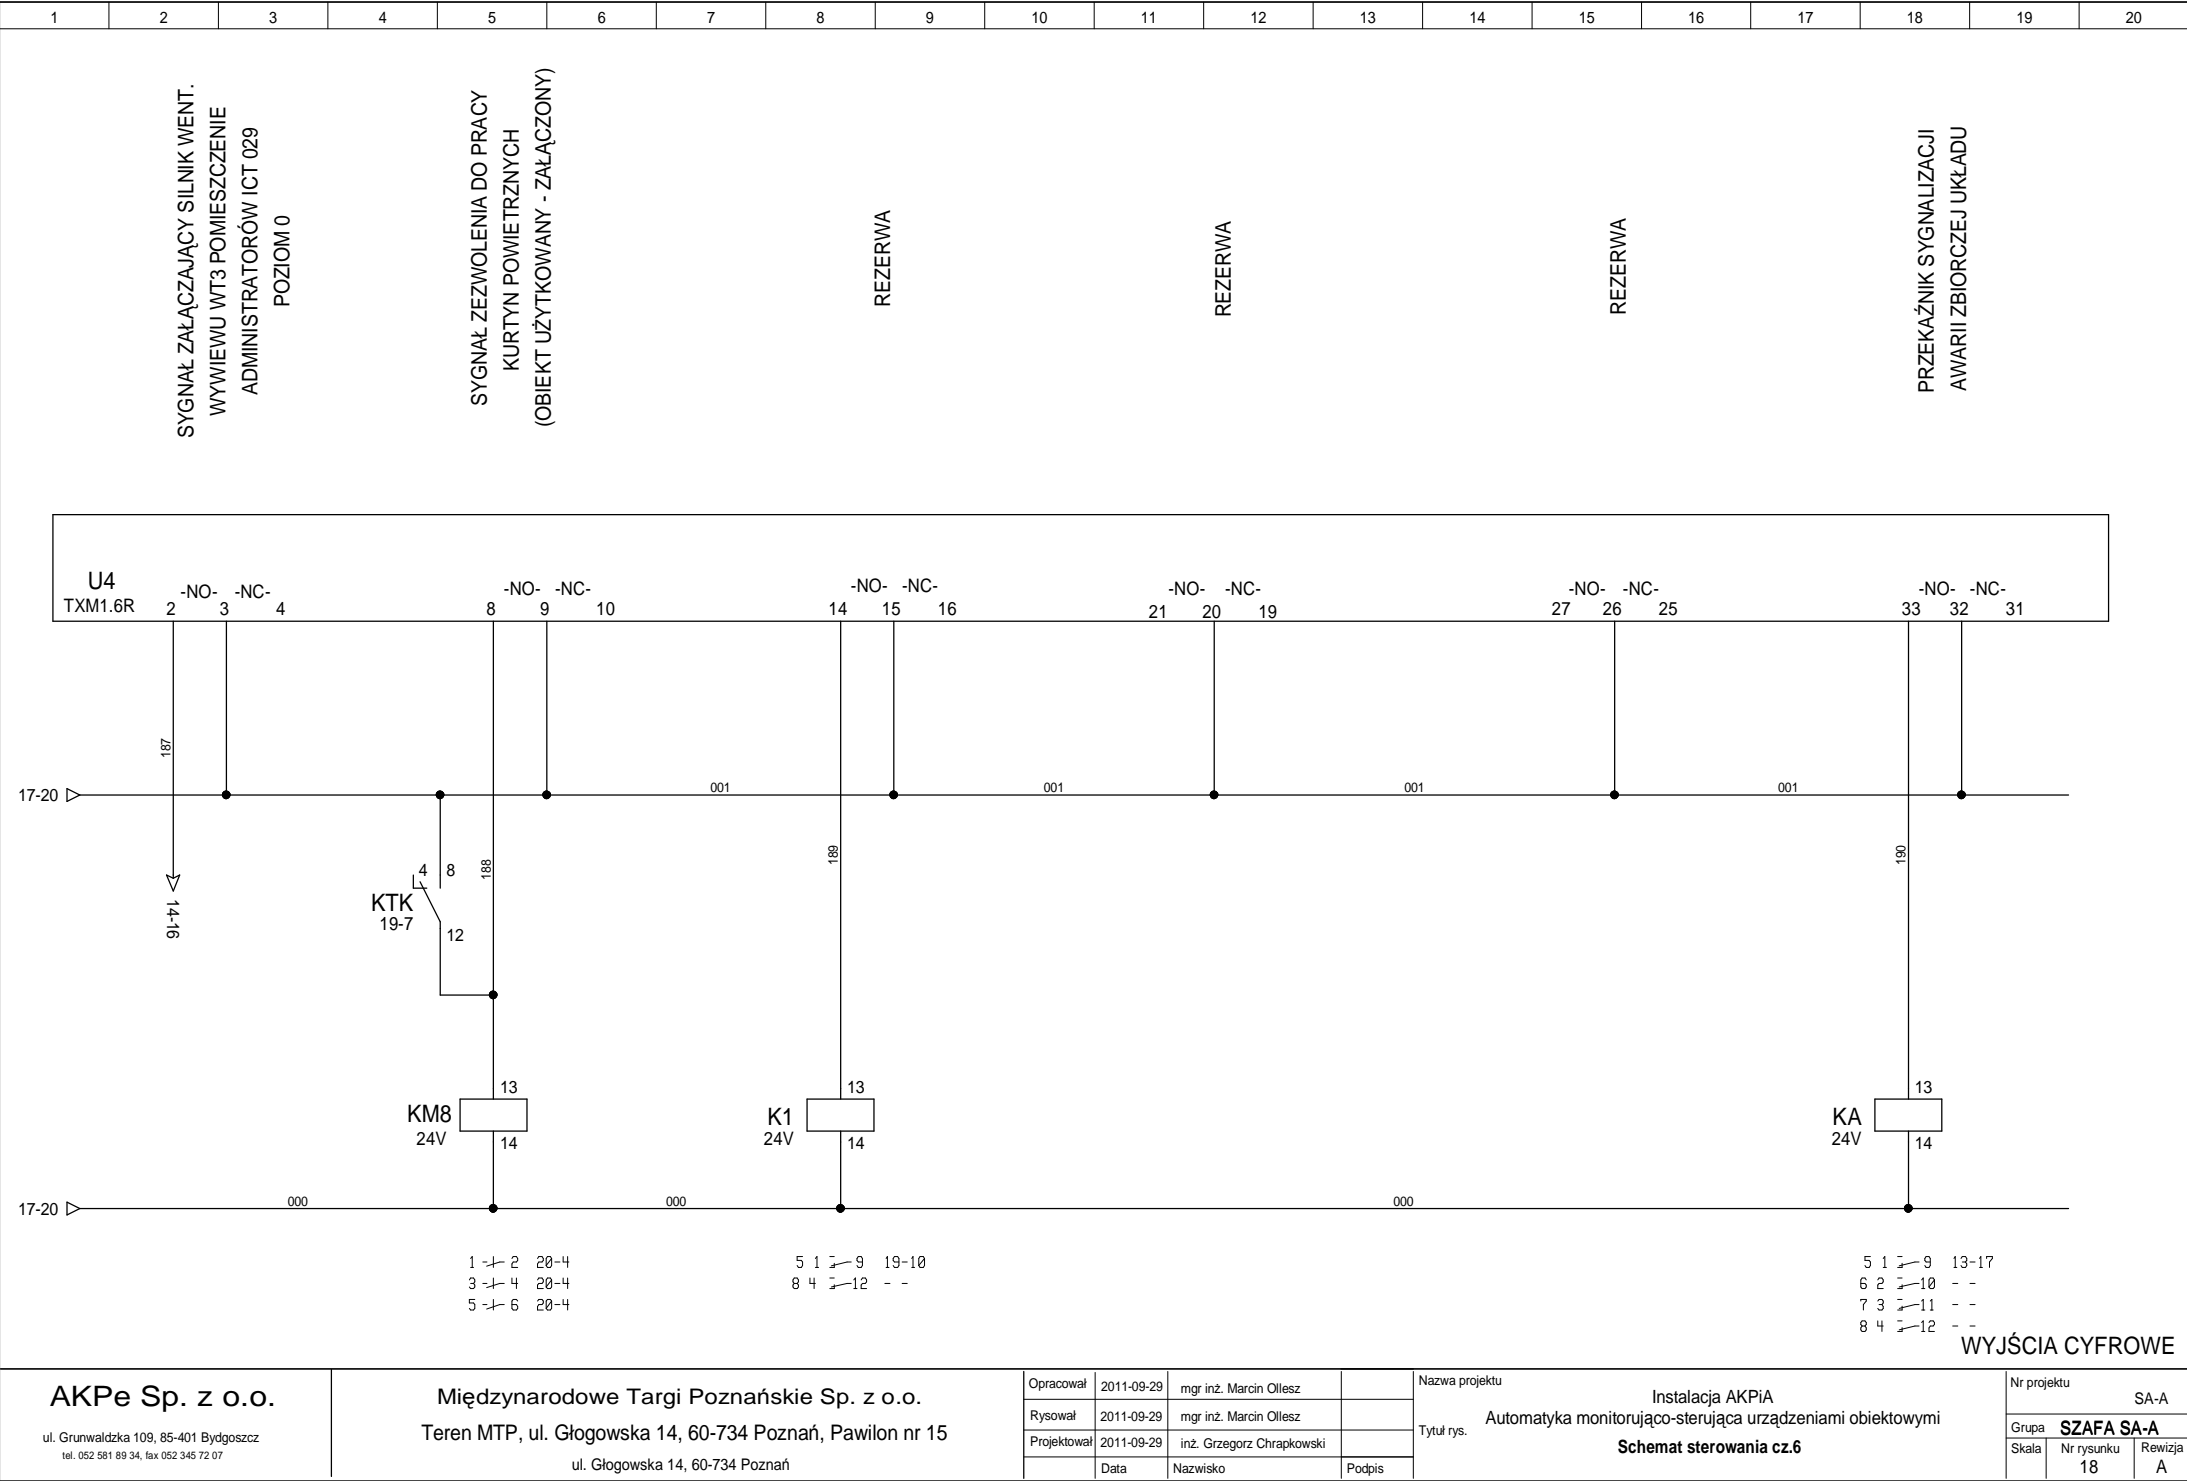 1 2 3 4 5 6 7 8 9 10 11 12 13 14 15 16 17 18 19 20
SYGNAŁ ZAŁĄCZAJĄCY SILNIK WENT.
WYWIEWU WT3 POMIESZCZENIE
ADMINISTRATORÓW ICT 029
POZIOM 0
SYGNAŁ ZEZWOLENIA DO PRACY
KURTYN POWIETRZNYCH
(OBIEKT UŻYTKOWANY - ZAŁĄCZONY)
REZERWA
REZERWA
REZERWA
PRZEKAŹNIK SYGNALIZACJI
AWARII ZBIORCZEJ UKŁADU
U4
TXM1.6R
-NO- -NC-
2 3 4
-NO- -NC-
8 9 10
-NO- -NC-
14 15 16
-NO- -NC-
21 20 19
-NO- -NC-
27 26 25
-NO- -NC-
33 32 31
187
17-20
001
001
001
001
14-16
4 8
KTK
19-7
12
188
189
190
13
KM8
24V
14
13
K1
24V
14
13
KA
24V
14
17-20
000
000
000
1 2 20-4
3 4 20-4
5 6 20-4
5 1 9 19-10
8 4 12 - -
5 1 9 13-17
6 2 10 - -
7 3 11 - -
8 4 12 - -
WYJŚCIA CYFROWE
AKPe Sp. z o.o.
ul. Grunwaldzka 109, 85-401 Bydgoszcz
tel. 052 581 89 34, fax 052 345 72 07
Międzynarodowe Targi Poznańskie Sp. z o.o.
Teren MTP, ul. Głogowska 14, 60-734 Poznań, Pawilon nr 15
ul. Głogowska 14, 60-734 Poznań
Opracował 2011-09-29 mgr inż. Marcin Ollesz
Rysował 2011-09-29 mgr inż. Marcin Ollesz
Projektował 2011-09-29 inż. Grzegorz Chrapkowski
Data Nazwisko Podpis
Nazwa projektu
Instalacja AKPiA
Automatyka monitorująco-sterująca urządzeniami obiektowymi
Tytuł rys.
Schemat sterowania cz.6
Nr projektu
SA-A
Grupa SZAFA SA-A
Skala Nr rysunku Rewizja
18 A